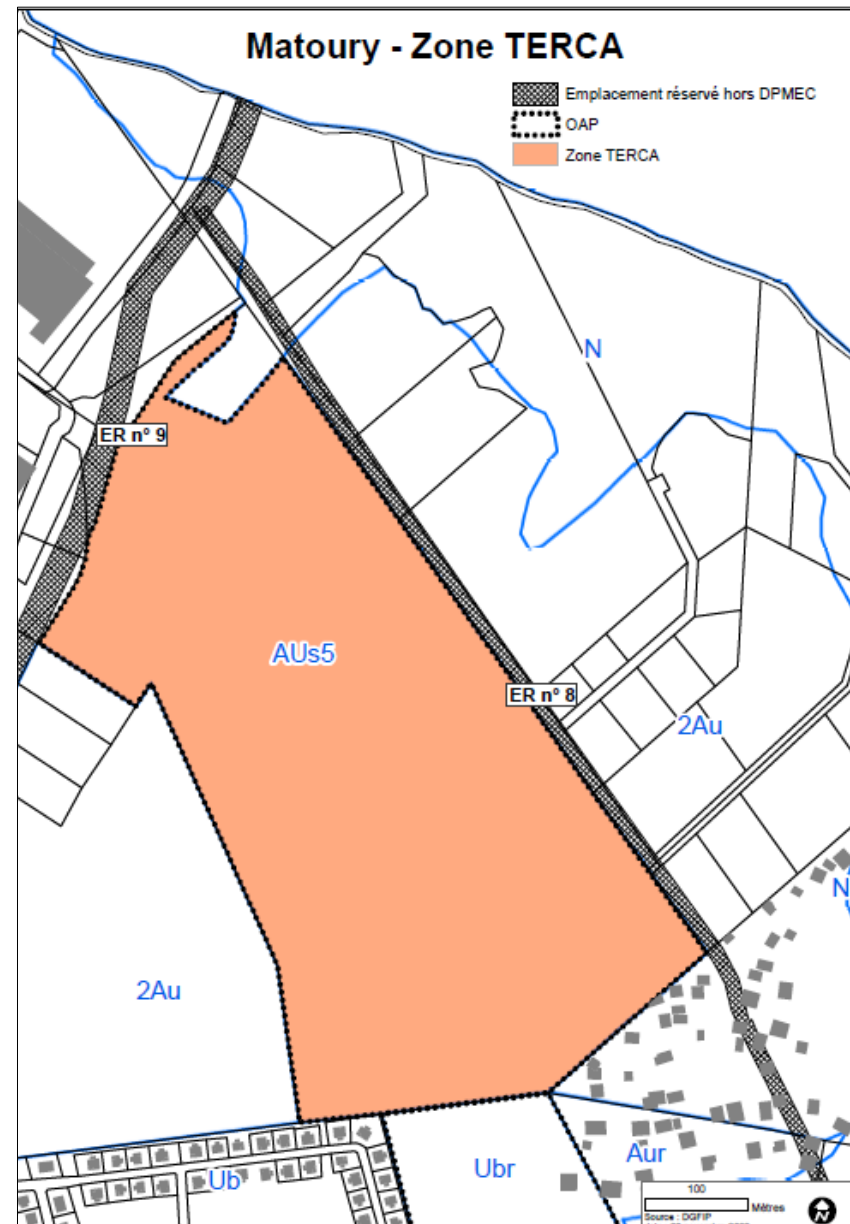 Matoury - Zone TERCA
Emplacement réservé hors DPMEC
OAP
Zone TERCA
N
ER n° 9
AUs5
ER n° 8
2Au
N
2Au
Ub
Ubr
Aur
100
Mètres
Source : DGFIP
N